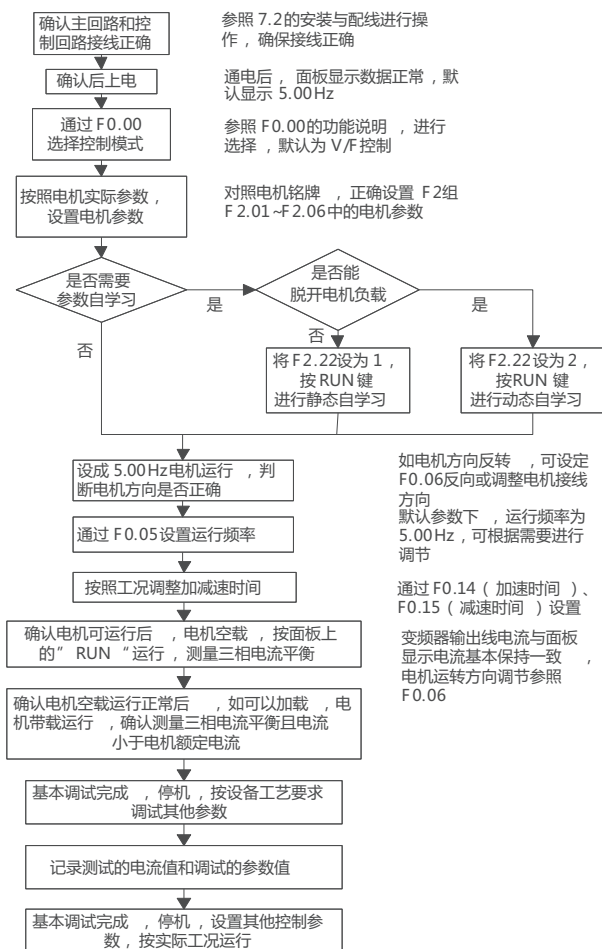 确认主回路和控
制回路接线正确
参照 7.2的安装与配线进行操
作，确保接线正确
确认后上电
通电后，面板显示数据正常，默
认显示 5.00Hz
通过 F0.00
选择控制模式
参照 F0.00的功能说明，进行
选择，默认为 V/F控制
按照电机实际参数，
设置电机参数
对照电机铭牌，正确设置 F2组
F2.01~F2.06中的电机参数
是否需要
参数自学习
是
是否能
脱开电机负载
是
否
否
将F2.22设为1，
按RUN 键
进行静态自学习
将F2.22设为2，
按RUN 键
进行动态自学习
设成 5.00Hz电机运行，判
断电机方向是否正确
如电机方向反转，可设定
F0.06反向或调整电机接线
方向
通过 F0.05设置运行频率
默认参数下，运行频率为
5.00Hz，可根据需要进行
调节
按照工况调整加减速时间
通过 F0.14（加速时间）、
F0.15（减速时间）设置
确认电机可运行后，电机空载，按面板上
的” RUN “运行，测量三相电流平衡
变频器输出线电流与面板
显示电流基本保持一致，
电机运转方向调节参照
F0.06
确认电机空载运行正常后，如可以加载，电
机带载运行，确认测量三相电流平衡且电流
小于电机额定电流
基本调试完成，停机，按设备工艺要求
调试其他参数
记录测试的电流值和调试的参数值
基本调试完成，停机，设置其他控制参
数，按实际工况运行